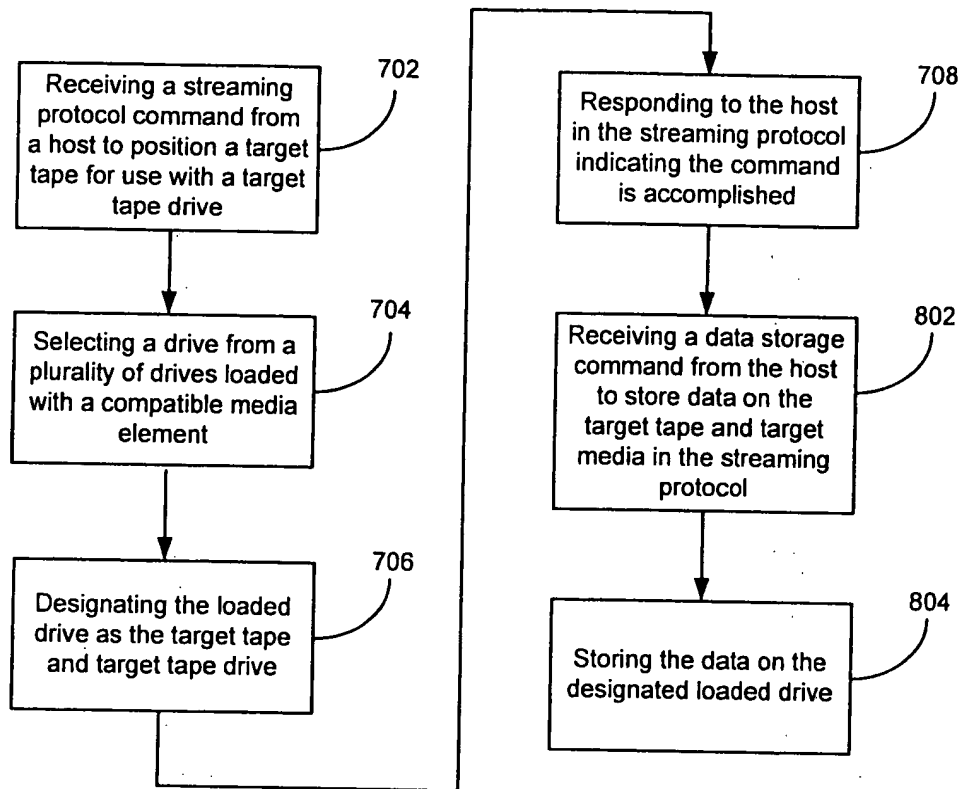 702
Receiving a streaming
protocol command from
a host to position a target
tape for use with a target
tape drive
704
Selecting a drive from a
plurality of drives loaded
with a compatible media
element
706
Designating the loaded
drive as the target tape
and target tape drive
708
Responding to the host
in the streaming protocol
indicating the command
is accomplished
802
Receiving a data storage
command from the host
to store data on the
target tape and target
media in the streaming
protocol
804
Storing the data on the
designated loaded drive